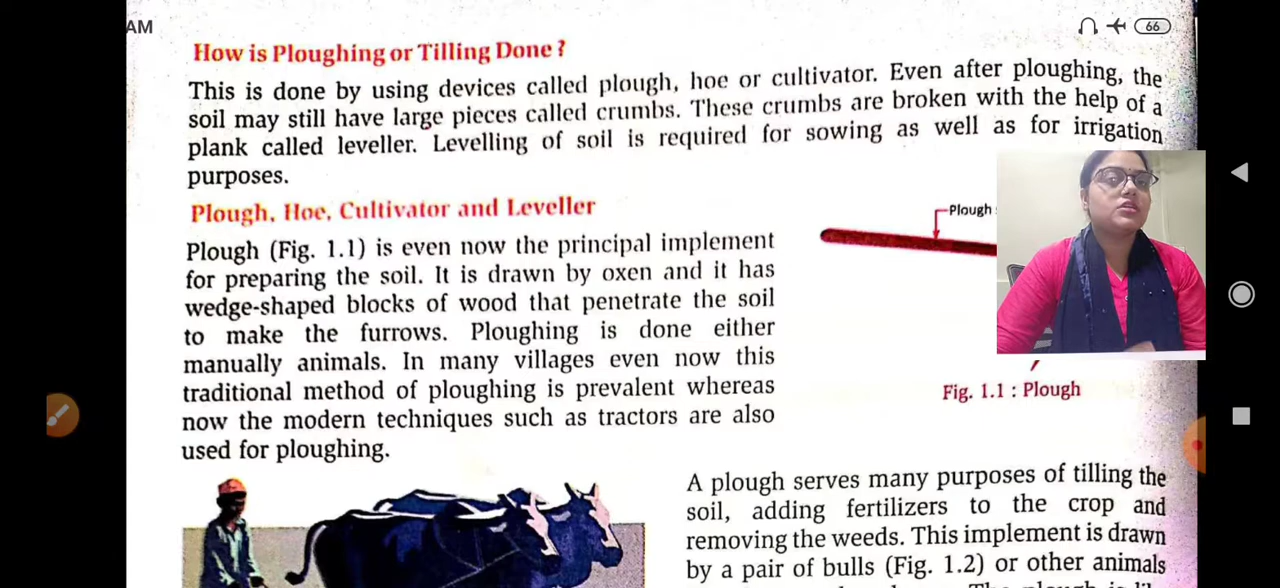 AM
66
How is Ploughing or Tilling Done ?
This is done by using devices called plough, hoe or cultivator. Even after ploughing, the
soil may still have large pieces called crumbs. These crumbs are broken with the help of a
plank called leveller. Levelling of soil is required for sowing as well as for irrigation
purposes.
Plough, Hoe, Cultivator and Leveller
Plough (Fig. 1.1) is even now the principal implement
for preparing the soil. It is drawn by oxen and it has
wedge-shaped blocks of wood that penetrate the soil
to make the furrows. Ploughing is done either
manually animals. In many villages even now this
traditional method of ploughing is prevalent whereas
now the modern techniques such as tractors are also
used for ploughing.
Plough
Fig. 1.1 : Plough
A plough serves many purposes of tilling the
soil, adding fertilizers to the crop and
removing the weeds. This implement is drawn
by a pair of bulls (Fig. 1.2) or other animals